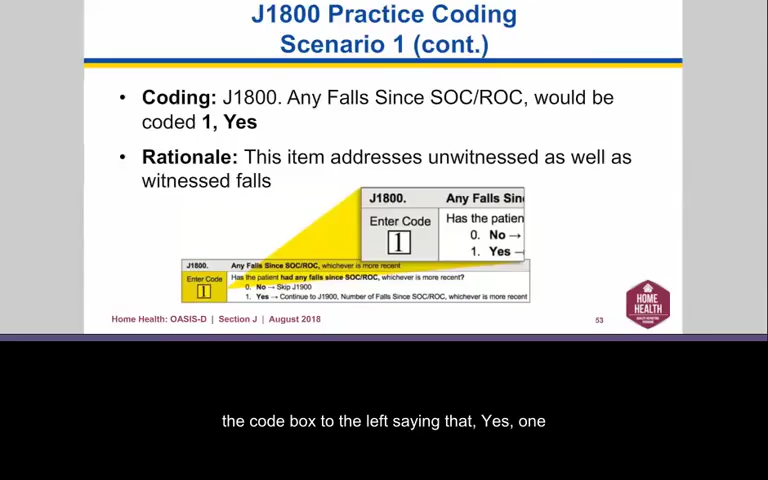 J1800 Practice Coding
Scenario 1 (cont.)
• Coding: J1800. Any Falls Since SOC/ROC, would be
coded 1, Yes
• Rationale: This item addresses unwitnessed as well as
witnessed falls
J1800. Any Falls Sin
Enter Code Has the patien
1 0. No →
1. Yes –
J1800. Any Falls Since SOC/ROC, whichever is more recent
Enter Code Has the patient had any falls since SOC/ROC, whichever is more recent?
1 0. No → Skip J1900
1. Yes → Continue to J1900, Number of Falls Since SOC/ROC, whichever is more recent
Home Health: OASIS-D | Section J | August 2018
53
HOME
HEALTH
the code box to the left saying that, Yes, one